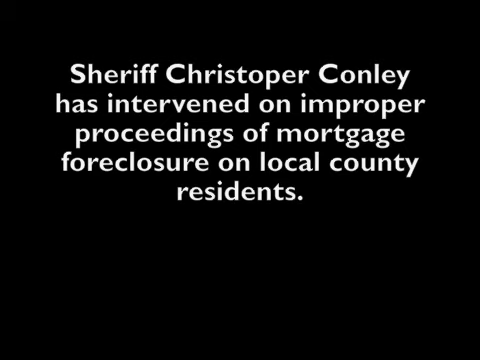 Sheriff Christoper Conley
has intervened on improper
proceedings of mortgage
foreclosure on local county
residents.